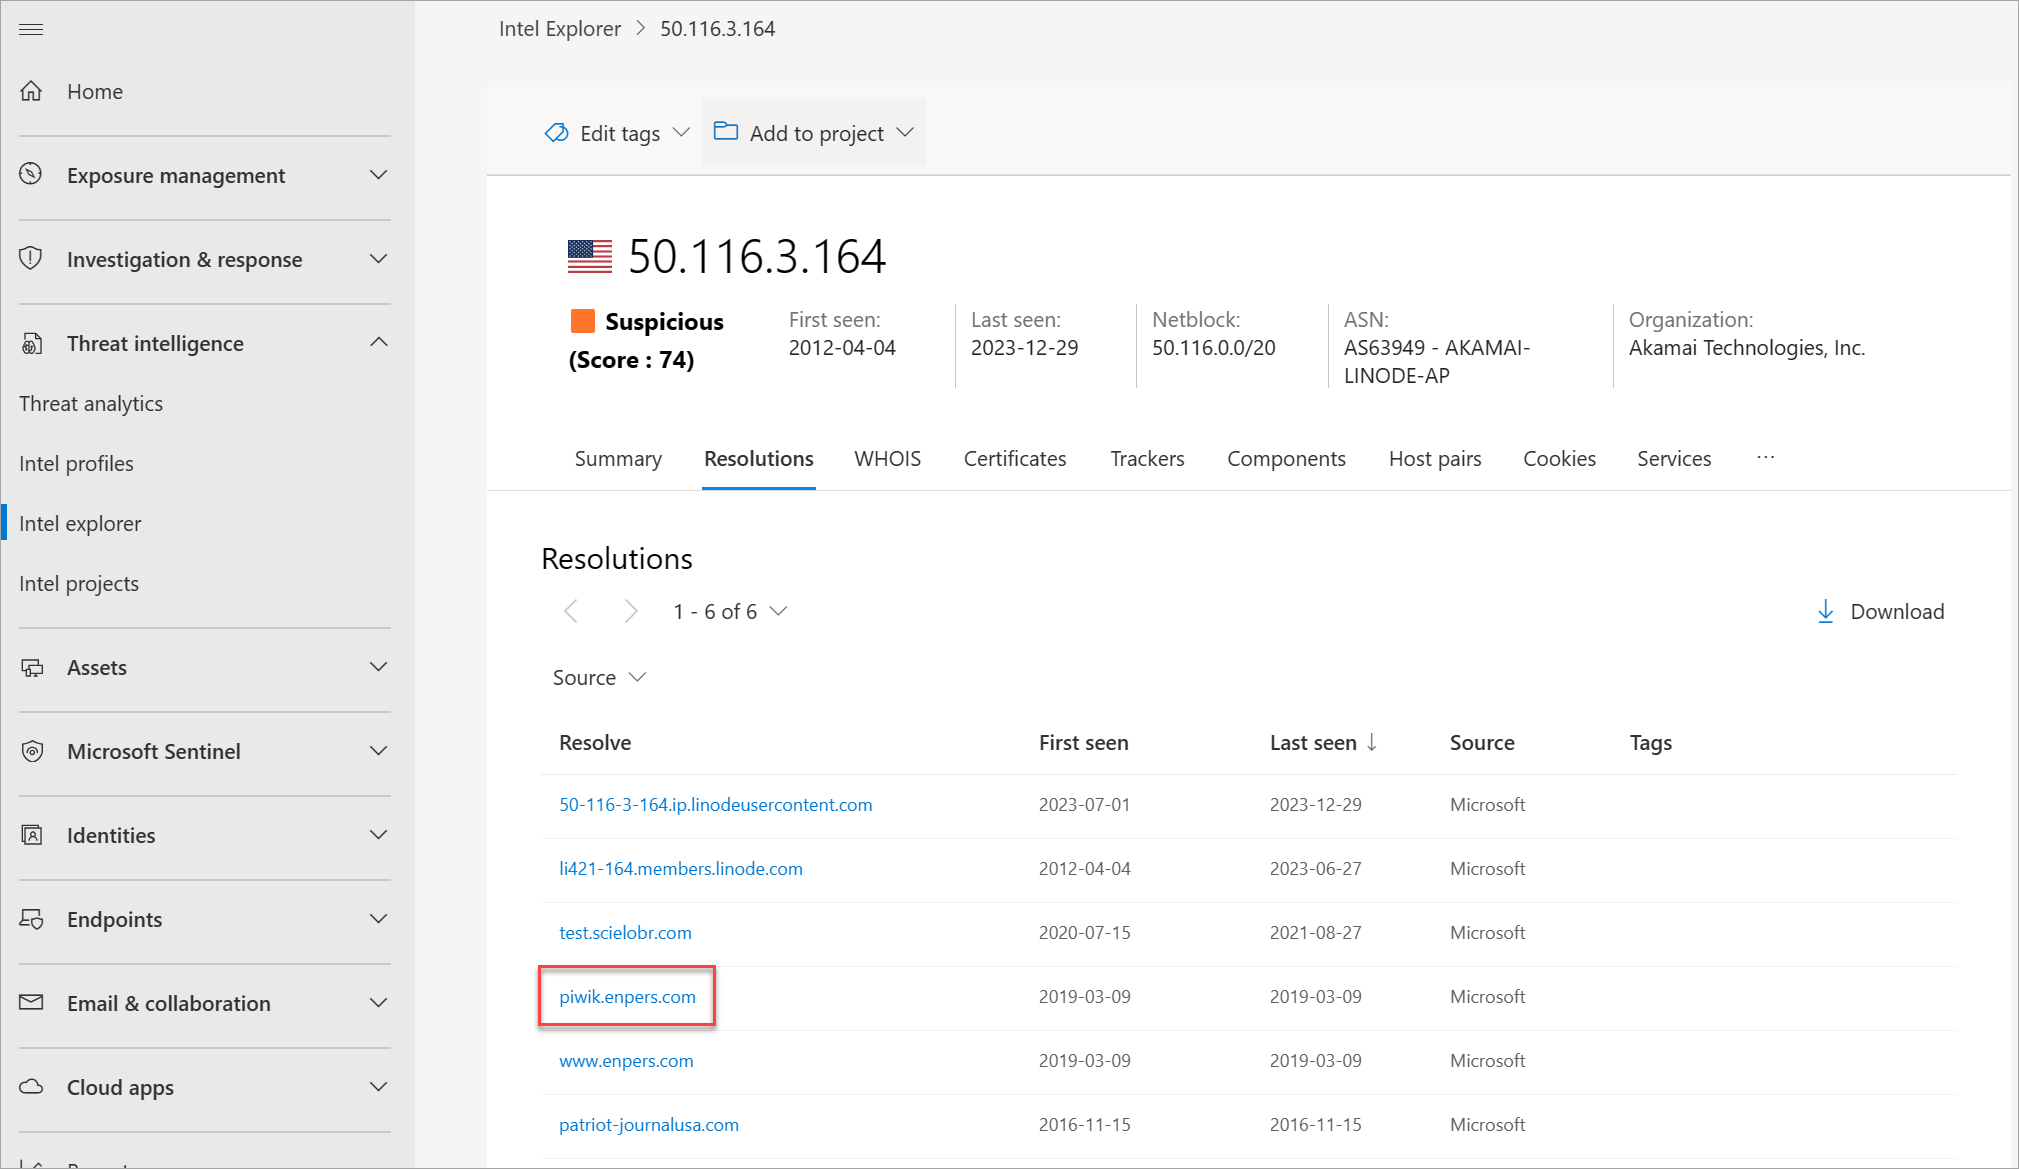 Intel Explorer > 50.116.3.164
Home
Exposure management
Investigation & response
Threat intelligence
Threat analytics
Intel profiles
Intel explorer
Intel projects
Assets
Microsoft Sentinel
Identities
Endpoints
Email & collaboration
Cloud apps
Edit tags
Add to project
50.116.3.164
Suspicious
(Score : 74)
First seen:
2012-04-04
Last seen:
2023-12-29
Netblock:
50.116.0.0/20
ASN:
AS63949 - AKAMAI-
LINODE-AP
Organization:
Akamai Technologies, Inc.
Summary Resolutions WHOIS Certificates Trackers Components Host pairs Cookies Services ...
Resolutions
1 - 6 of 6
Download
Source
Resolve First seen Last seen ↓ Source Tags
50-116-3-164.ip.linodeusercontent.com 2023-07-01 2023-12-29 Microsoft
li421-164.members.linode.com 2012-04-04 2023-06-27 Microsoft
test.scielobr.com 2020-07-15 2021-08-27 Microsoft
piwik.enpers.com 2019-03-09 2019-03-09 Microsoft
www.enpers.com 2019-03-09 2019-03-09 Microsoft
patriot-journalusa.com 2016-11-15 2016-11-15 Microsoft